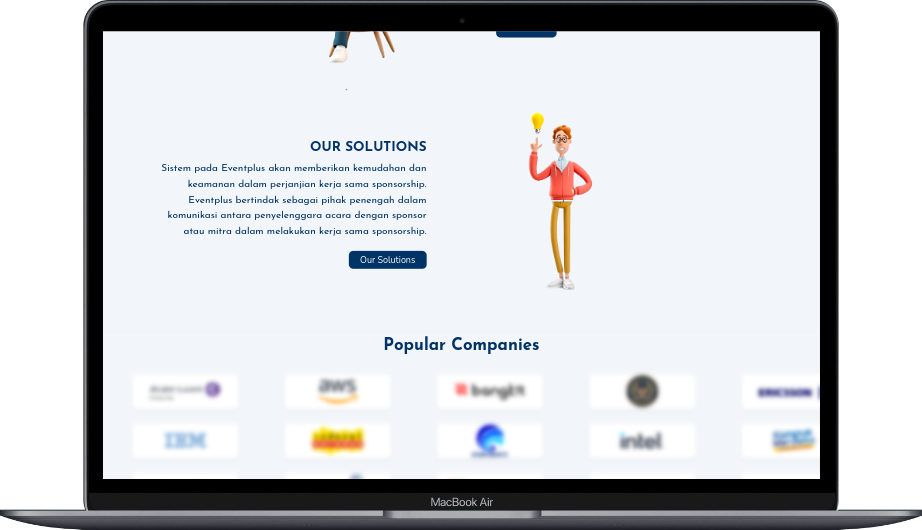 OUR SOLUTIONS
Sistem pada Eventplus akan memberikan kemudahan dan
keamanan dalam perjanjian kerja sama sponsorship.
Eventplus bertindak sebagai pihak penengah dalam
komunikasi antara penyelenggara acara dengan sponsor
atau mitra dalam melakukan kerja sama sponsorship.
Our Solutions
Popular Companies
aws
ERICSSON
IBM
intel
MacBook Air